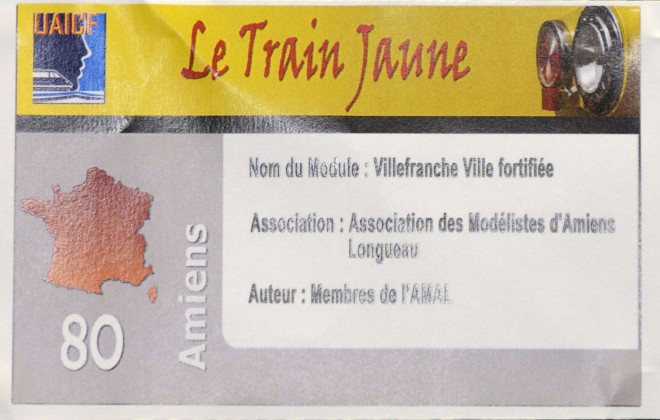 UAICF
Le Train Jaune
Nom du Module : Villefranche Ville fortifiée
Association : Association des Modélistes d'Amiens
Longueau
Auteur : Membres de l'AMAL
80
Amiens